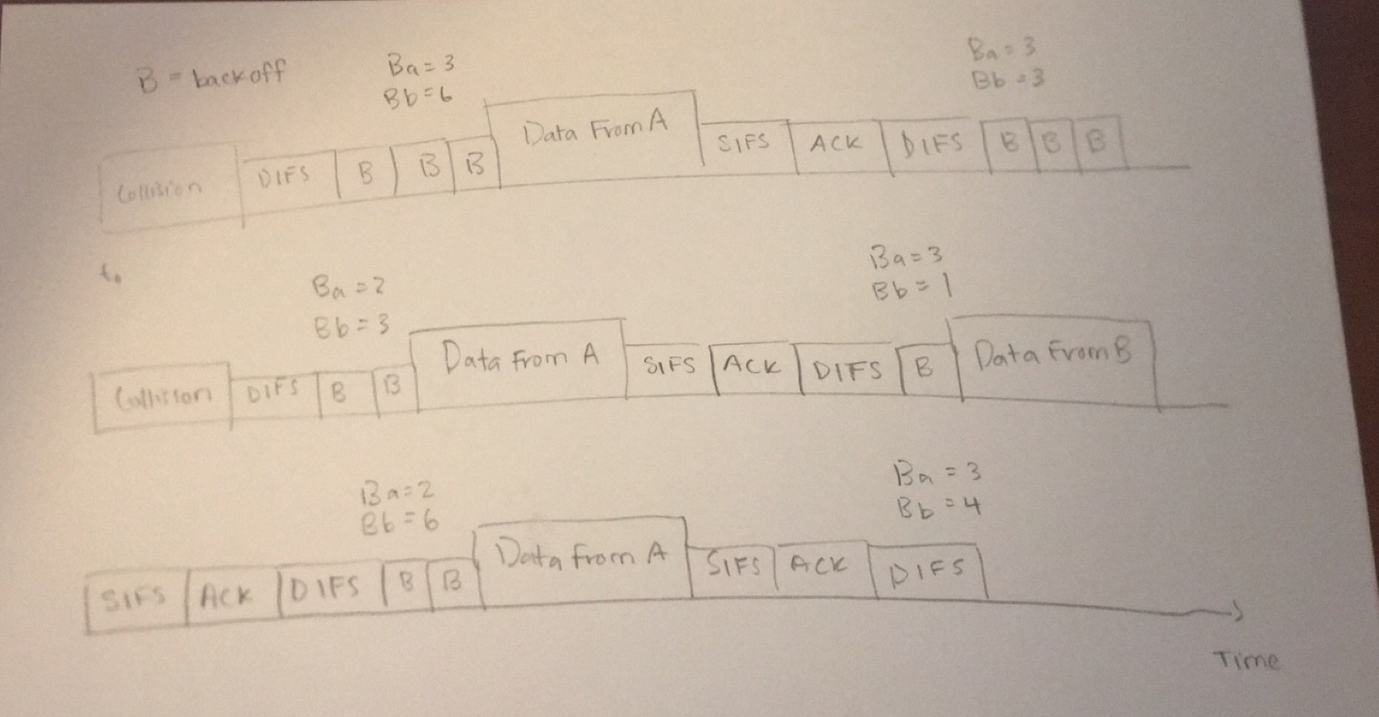 B = backoff
Ba = 3
Bb = 6
Ba = 3
Bb = 3
Collision DIFS B B B Data From A SIFS ACK DIFS B B B
t₀
Ba = 2
Bb = 3
Ba = 3
Bb = 1
Collision DIFS B B Data From A SIFS ACK DIFS B Data From B
Ba = 2
Bb = 6
Ba = 3
Bb = 4
SIFS ACK DIFS B B Data from A SIFS ACK DIFS
Time